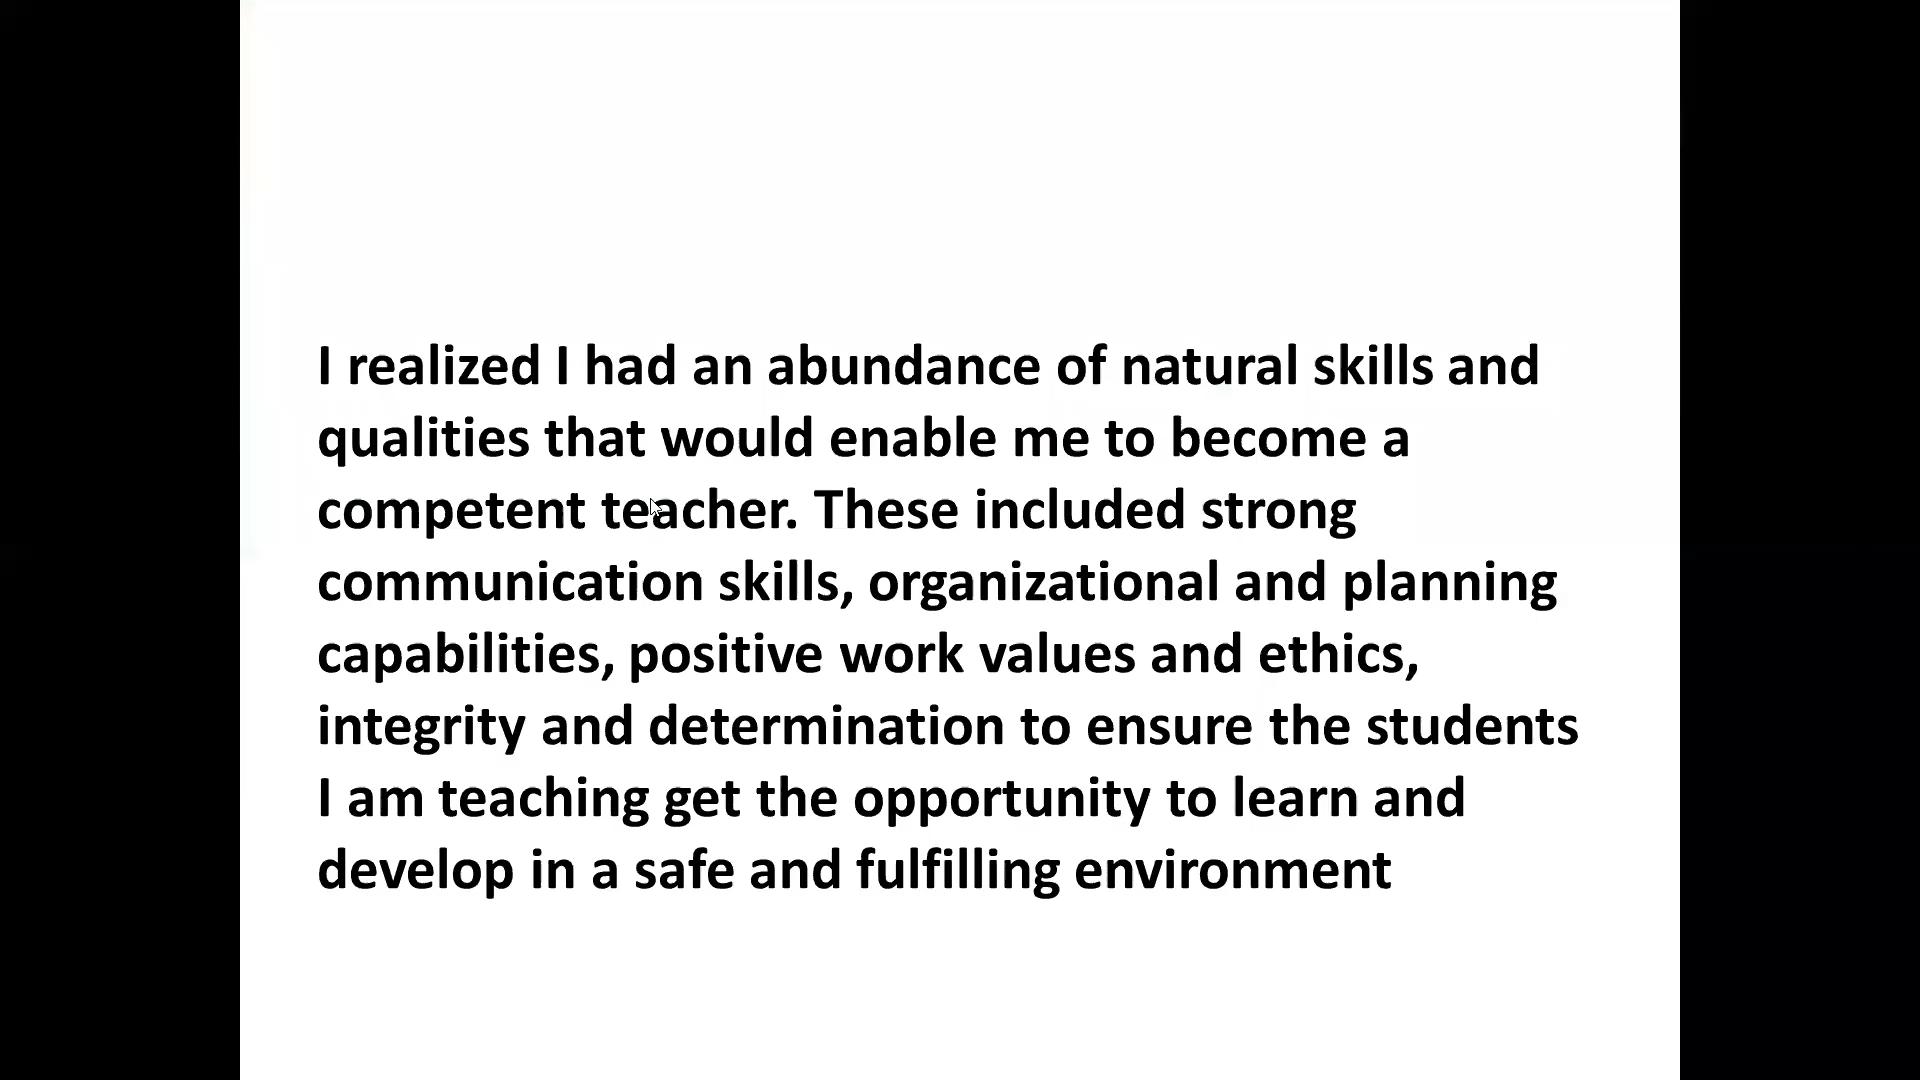 I realized I had an abundance of natural skills and
qualities that would enable me to become a
competent teacher. These included strong
communication skills, organizational and planning
capabilities, positive work values and ethics,
integrity and determination to ensure the students
I am teaching get the opportunity to learn and
develop in a safe and fulfilling environment